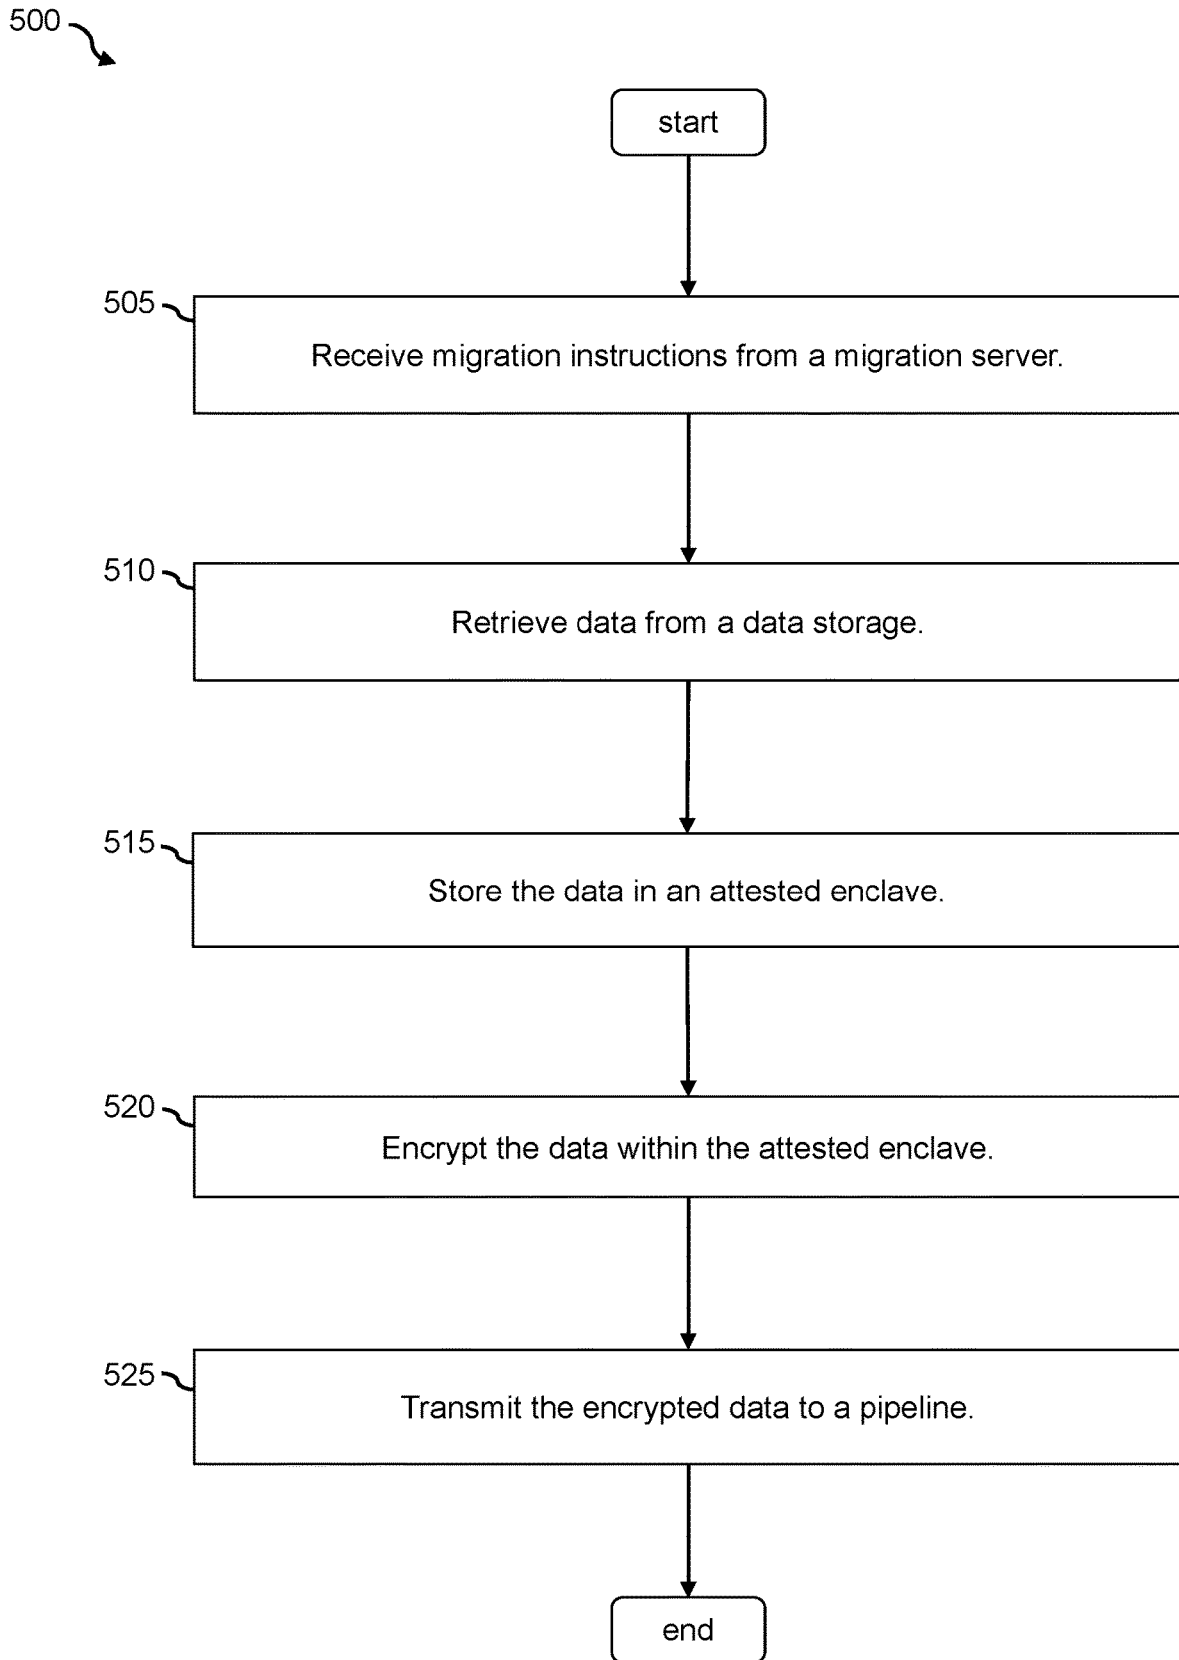 500
start
505
Receive migration instructions from a migration server.
510
Retrieve data from a data storage.
515
Store the data in an attested enclave.
520
Encrypt the data within the attested enclave.
525
Transmit the encrypted data to a pipeline.
end